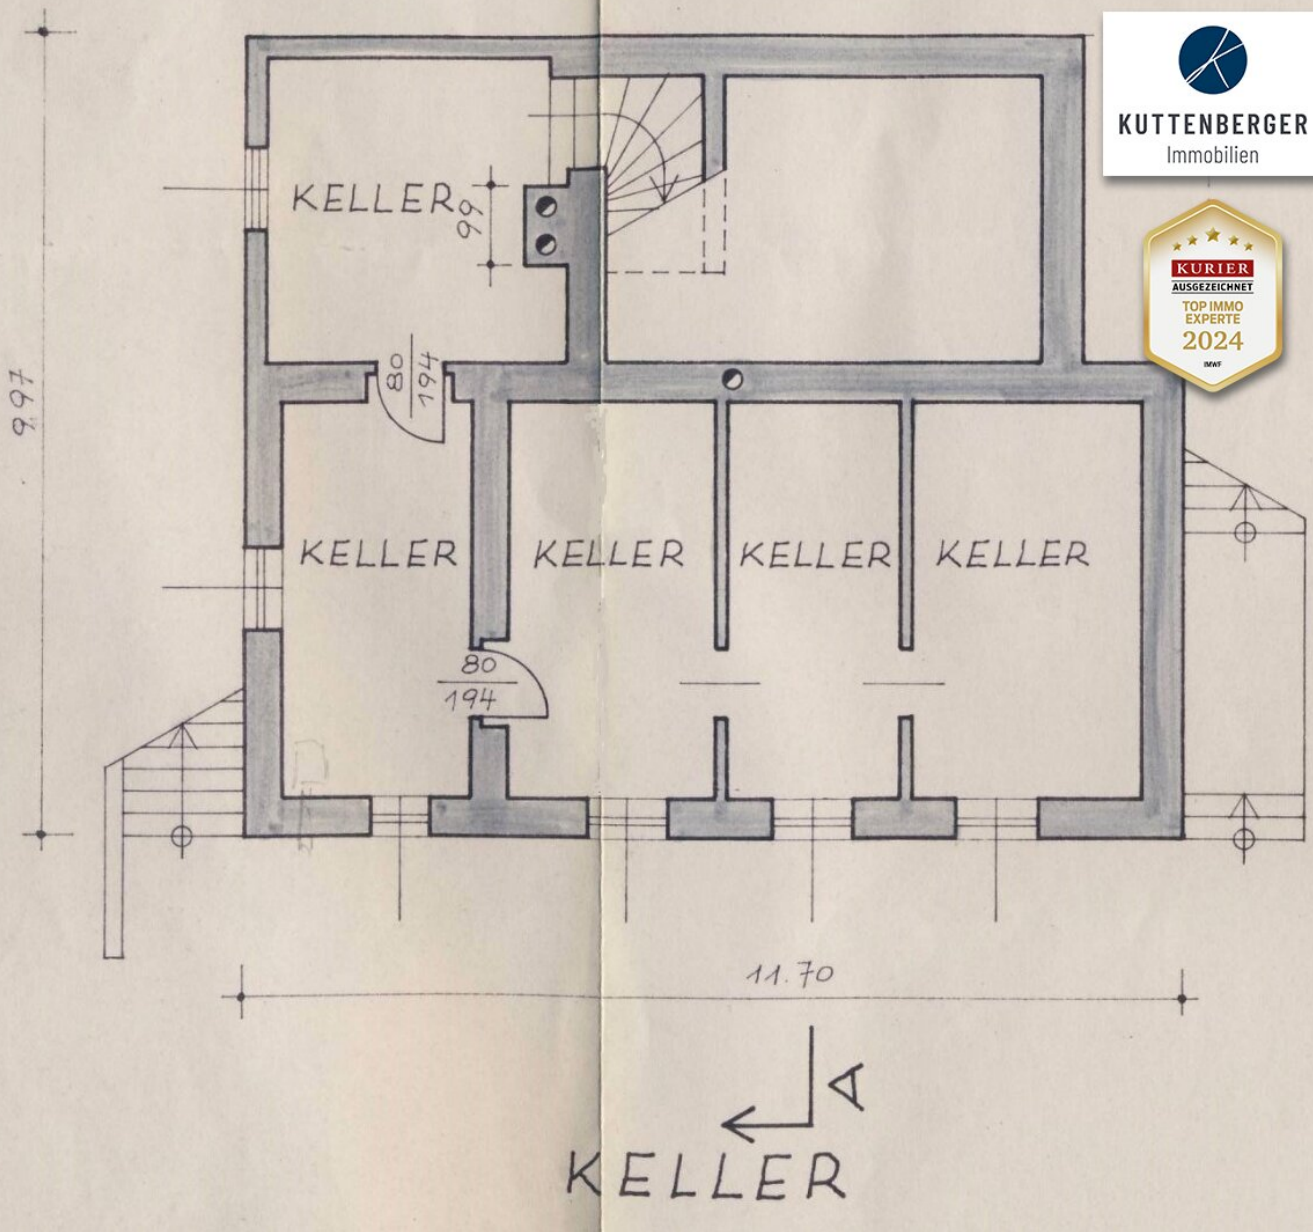 KUTTENBERGER
Immobilien
KURIER
AUSGEZEICHNET
TOP IMMO
EXPERTE
2024
IMWF
KELLER
99
80
194
9.97
KELLER
KELLER
KELLER
KELLER
80
194
11.70
A
KELLER